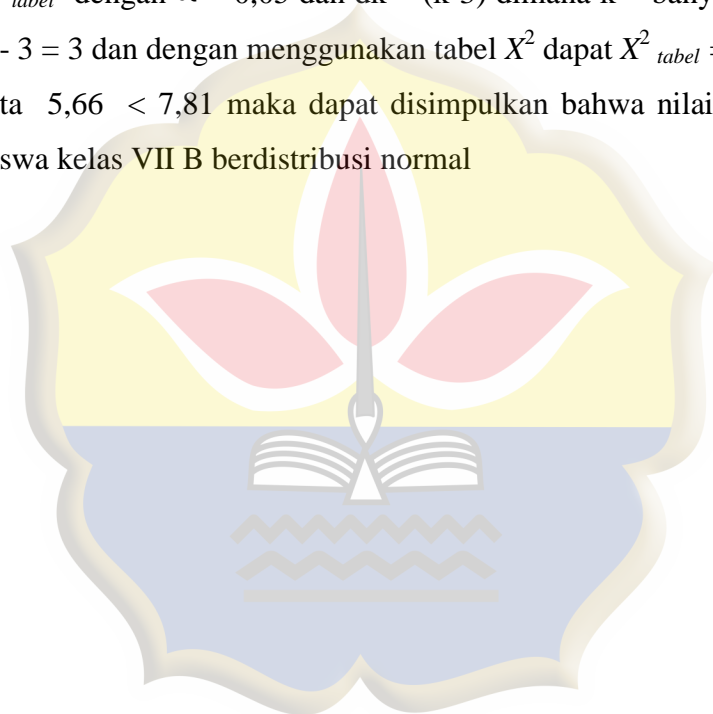 tabel dengan ∝ = 0,05 dan dk = (k-3) dimana k = bany
- 3 = 3 dan dengan menggunakan tabel X² dapat X² tabel =
ta 5,66 < 7,81 maka dapat disimpulkan bahwa nilai
swa kelas VII B berdistribusi normal